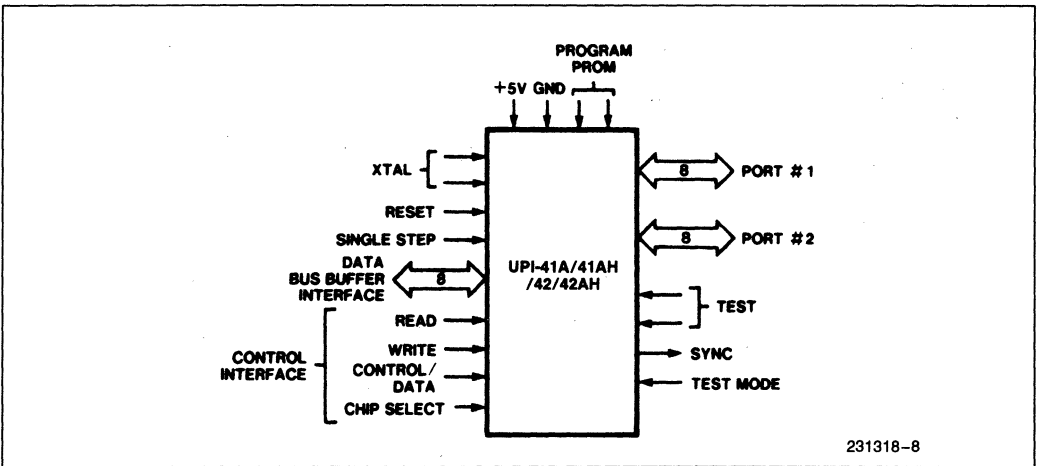 PROGRAM
PROM
+5V GND
XTAL
RESET
SINGLE STEP
DATA
BUS BUFFER
INTERFACE
8
READ
WRITE
CONTROL/
DATA
CHIP SELECT
CONTROL
INTERFACE
UPI-41A/41AH
/42/42AH
8
PORT #1
8
PORT #2
TEST
SYNC
TEST MODE
231318-8